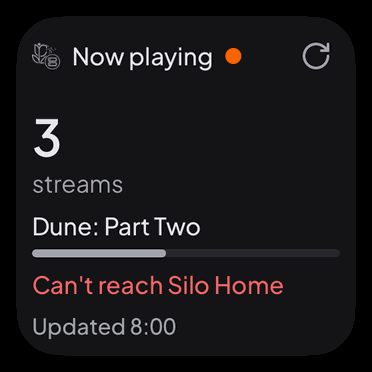 Now playing
3
streams
Dune: Part Two
Can't reach Silo Home
Updated 8:00